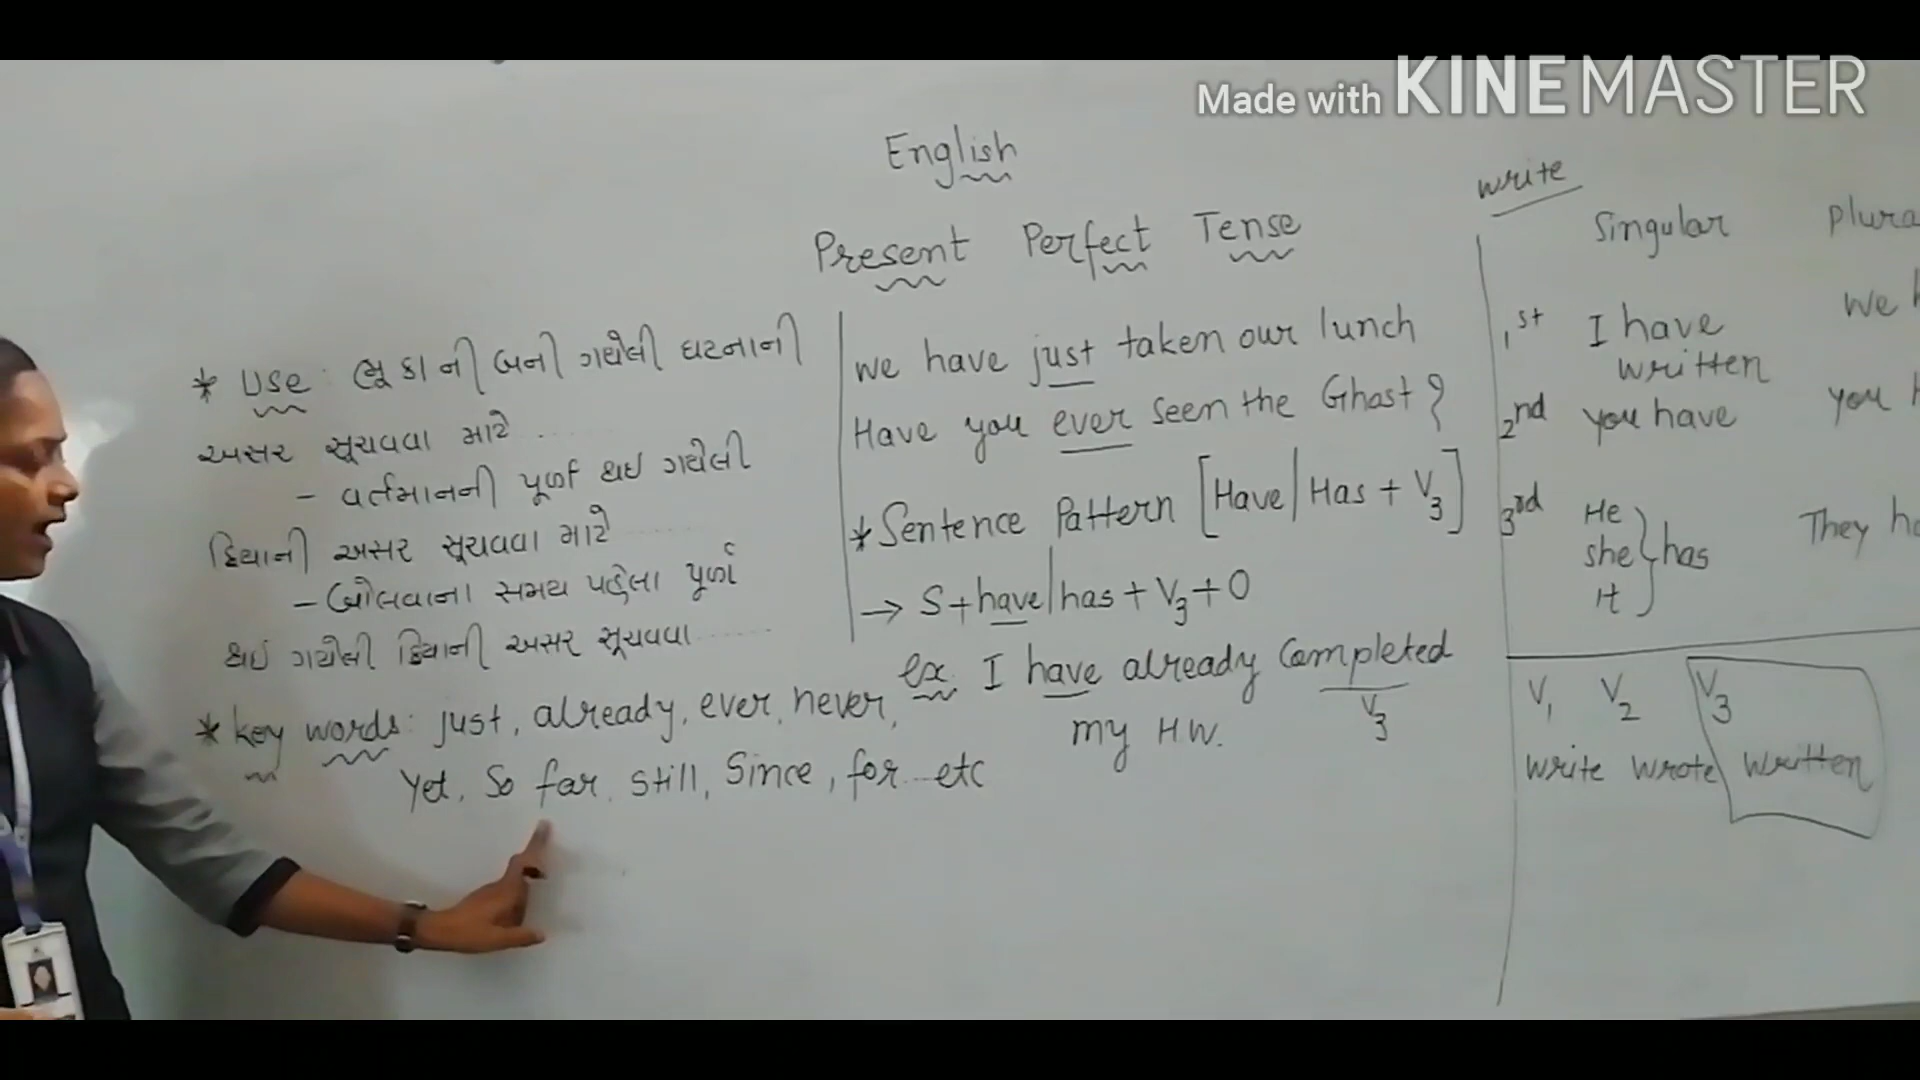 Made with KINEMASTER
English
Present Perfect Tense
* Use: ભૂકાની બની ગયેલી ઘટનાની
અસર સૂચવવા માટે .....
- વર્તમાનની પૂર્ણ થઇ ગયેલી
ક્રિયાની અસર સૂચવવા માટે
- બોલવાના સમય પહેલા પૂર્ણ
થઇ ગયેલી ક્રિયાની અસર સૂચવવા ......
* key words: just, already, ever, never,
Yet, So far, still, Since, for... etc
we have just taken our lunch
Have you ever seen the Ghast?
* Sentence Pattern [Have/Has + V3]
→ S + have/has + V3 + O
ex. I have already Completed
V3
my H.W.
write
Singular
1st I have written
2nd you have
3rd He she It } has
We
you
They
V1 V2 V3
write wrote written